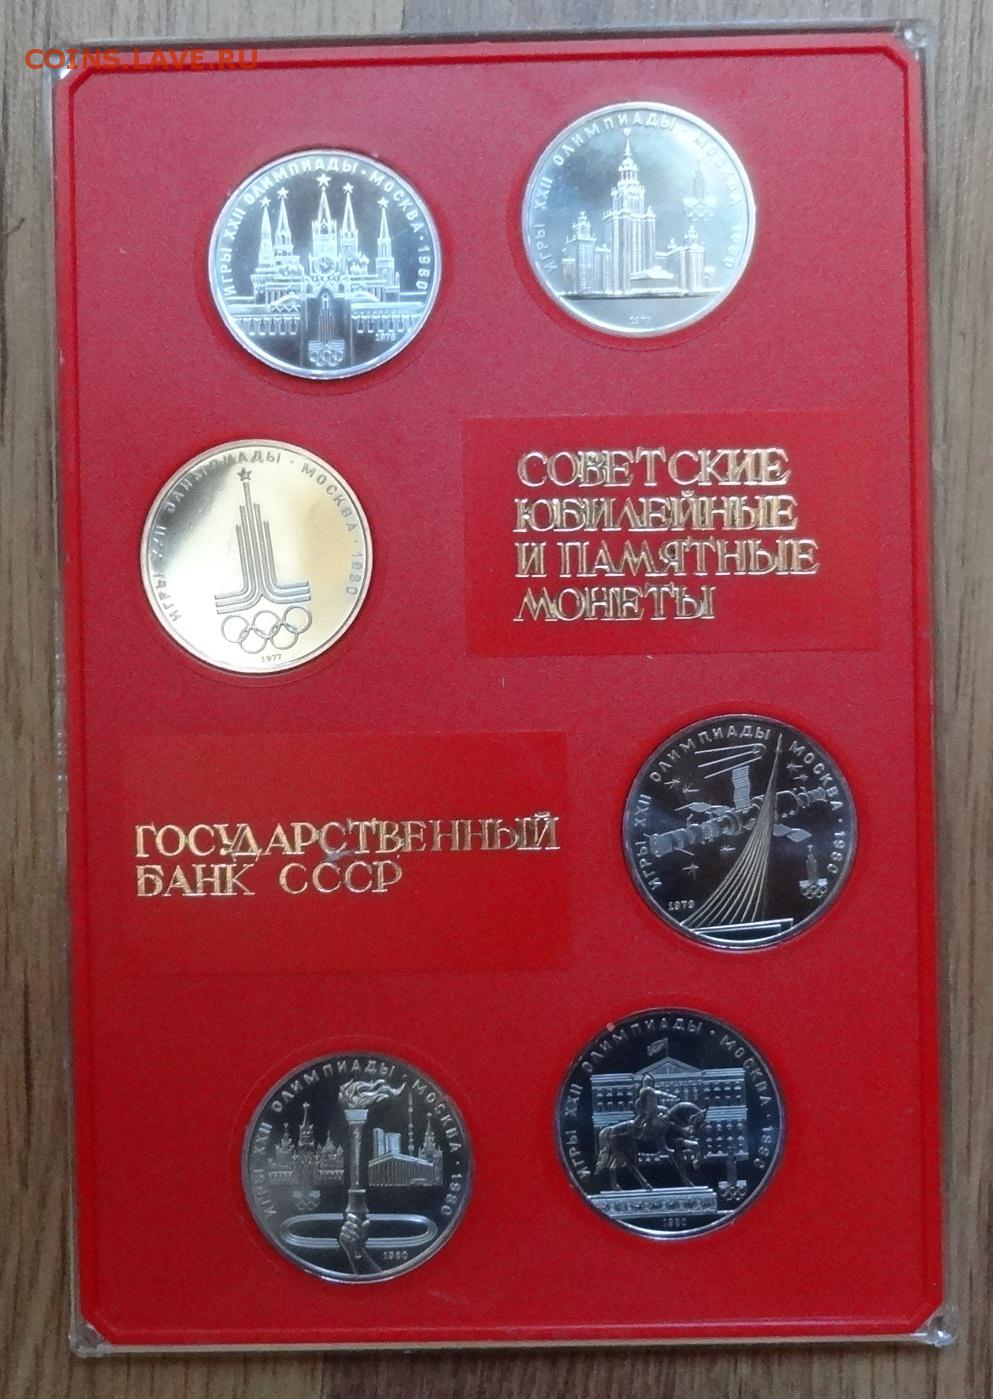 COINS.LAVE.RU
ИГРЫ XXII ОЛИМПИАДЫ · МОСКВА · 1980
1978
ИГРЫ XXII ОЛИМПИАДЫ · МОСКВА · 1980
1979
ИГРЫ XXII ОЛИМПИАДЫ · МОСКВА · 1980
1977
СОВЕТСКИЕ
ЮБИЛЕЙНЫЕ
И ПАМЯТНЫЕ
МОНЕТЫ
ИГРЫ XXII ОЛИМПИАДЫ МОСКВА 1980
1979
ГОСУДАРСТВЕННЫЙ
БАНК СССР
ИГРЫ XXII ОЛИМПИАДЫ · МОСКВА · 1980
1980
ИГРЫ XXII ОЛИМПИАДЫ · МОСКВА · 1980
1980